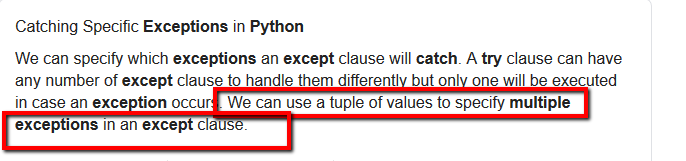 Catching Specific Exceptions in Python
We can specify which exceptions an except clause will catch. A try clause can have
any number of except clause to handle them differently but only one will be executed
in case an exception occurs. We can use a tuple of values to specify multiple
exceptions in an except clause.